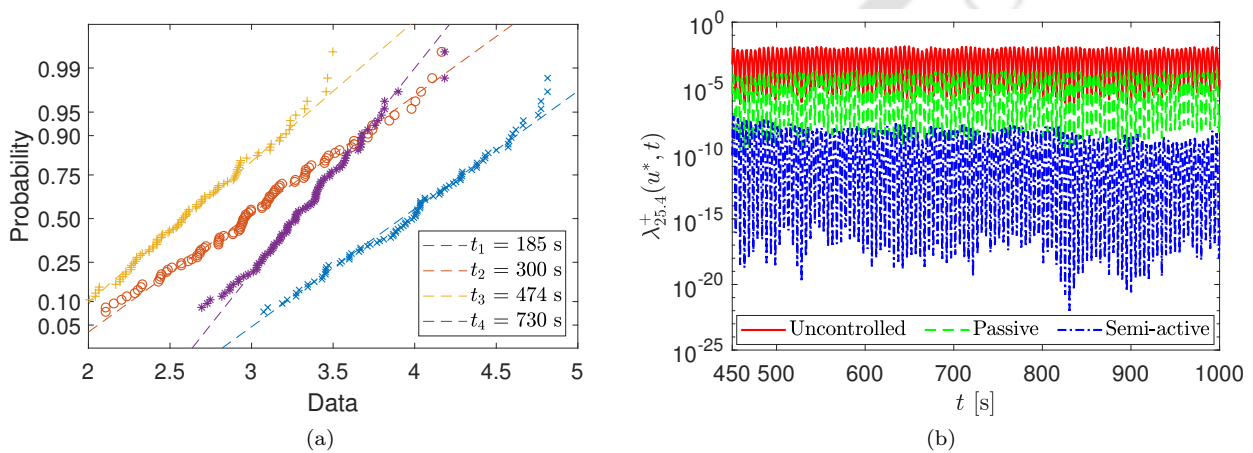 0.99
0.95
0.90
0.75
0.50
0.25
0.10
0.05
Probability
2 2.5 3 3.5 4 4.5 5
Data
t₁ = 185 s
t₂ = 300 s
t₃ = 474 s
t₄ = 730 s
(a)
10⁰
10⁻⁵
10⁻¹⁰
10⁻¹⁵
10⁻²⁰
10⁻²⁵
λ⁺₂₅.₄(u*, t)
Uncontrolled Passive Semi-active
450 500 600 700 800 900 1000
t [s]
(b)